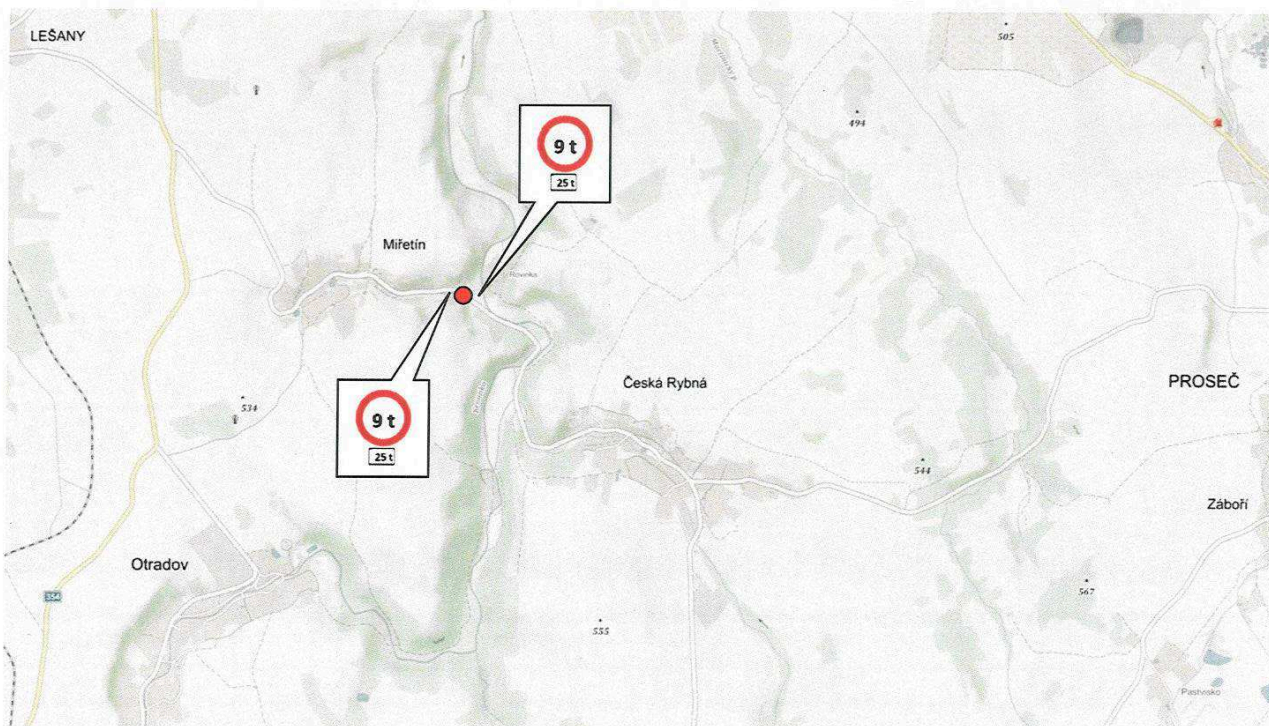 LEŠANY
505
494
9 t
25 t
Miřetín
Rovinka
Česká Rybná
PROSEČ
534
9 t
25 t
544
Záboří
Otradov
354
567
555
Pastvisko